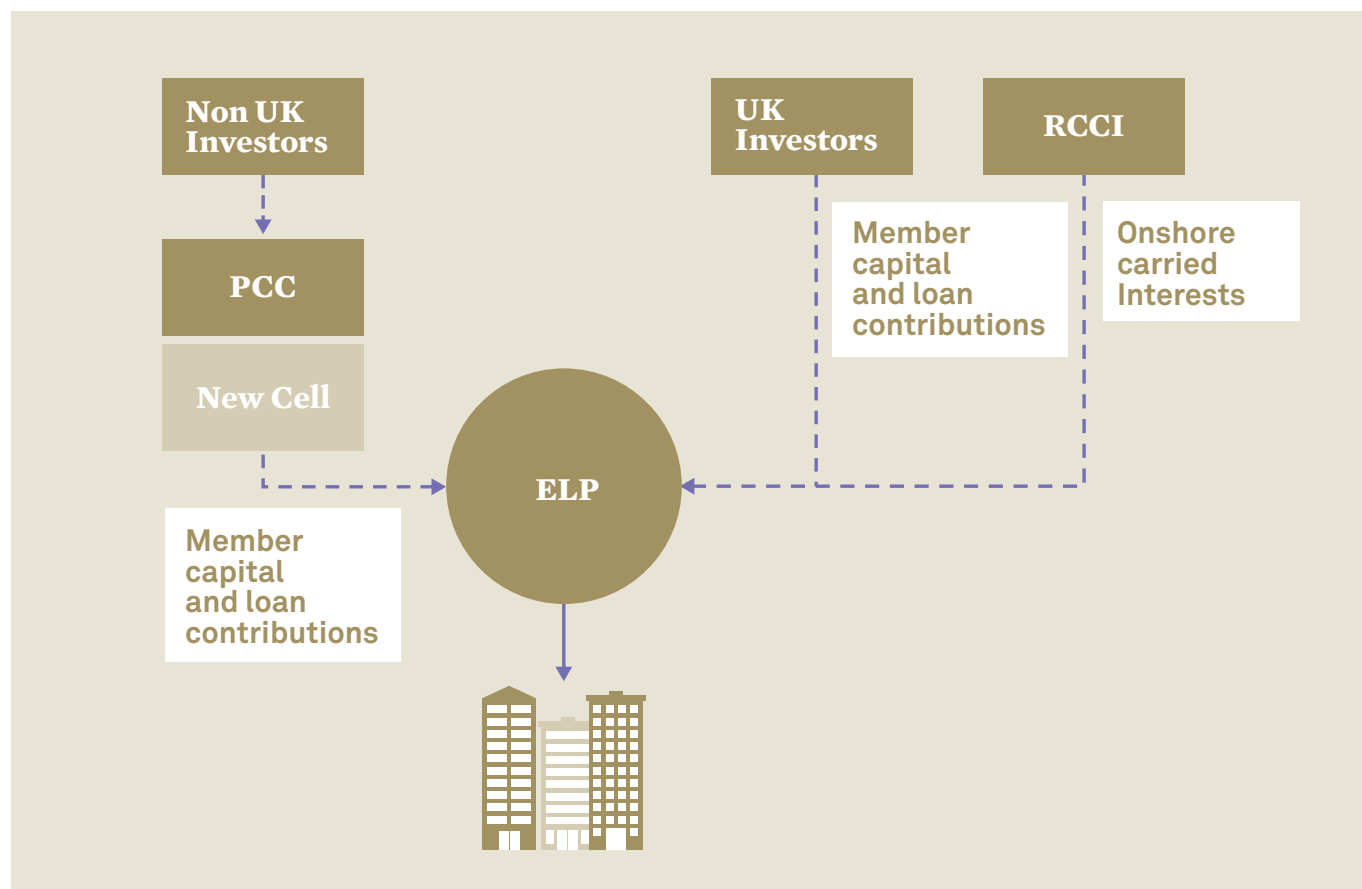 Non UK
Investors
UK
Investors
RCCI
Member
capital
and loan
contributions
Onshore
carried
Interests
PCC
New Cell
ELP
Member
capital
and loan
contributions